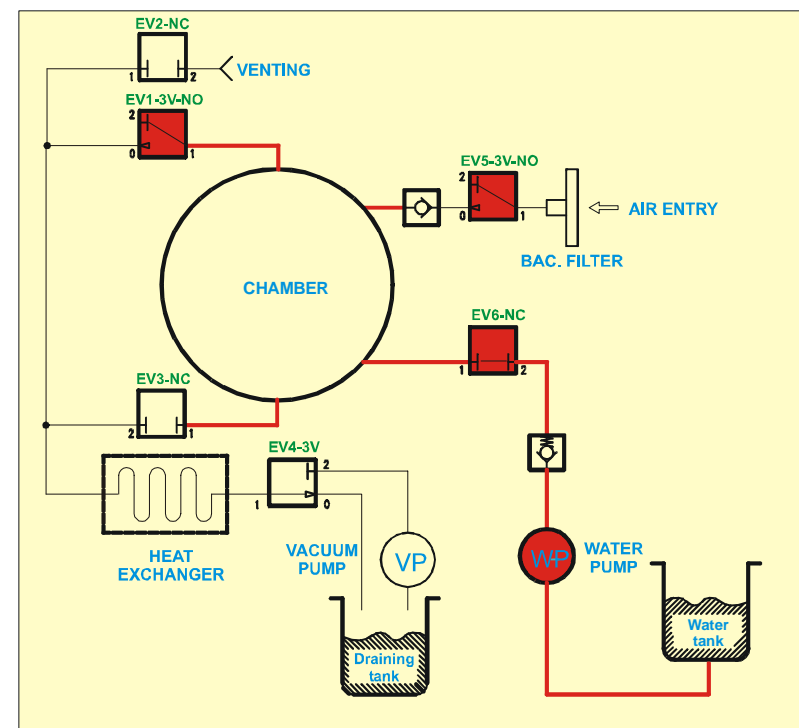 EV2-NC
1 2
VENTING
EV1-3V-NO
2
0 1
EV5-3V-NO
2
0 1
AIR ENTRY
BAC. FILTER
CHAMBER
EV6-NC
1 2
EV3-NC
2 1
EV4-3V
2
1 0
HEAT
EXCHANGER
VACUUM
PUMP
VP
WP
WATER
PUMP
Water
tank
Draining
tank